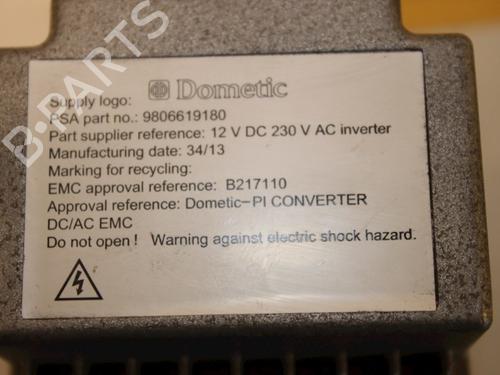 Supply logo: Dometic
PSA part no.: 9806619180
Part supplier reference: 12 V DC 230 V AC inverter
Manufacturing date: 34/13
Marking for recycling:
EMC approval reference: B217110
Approval reference: Dometic-PI CONVERTER
DC/AC EMC
Do not open ! Warning against electric shock hazard.
B-PARTS